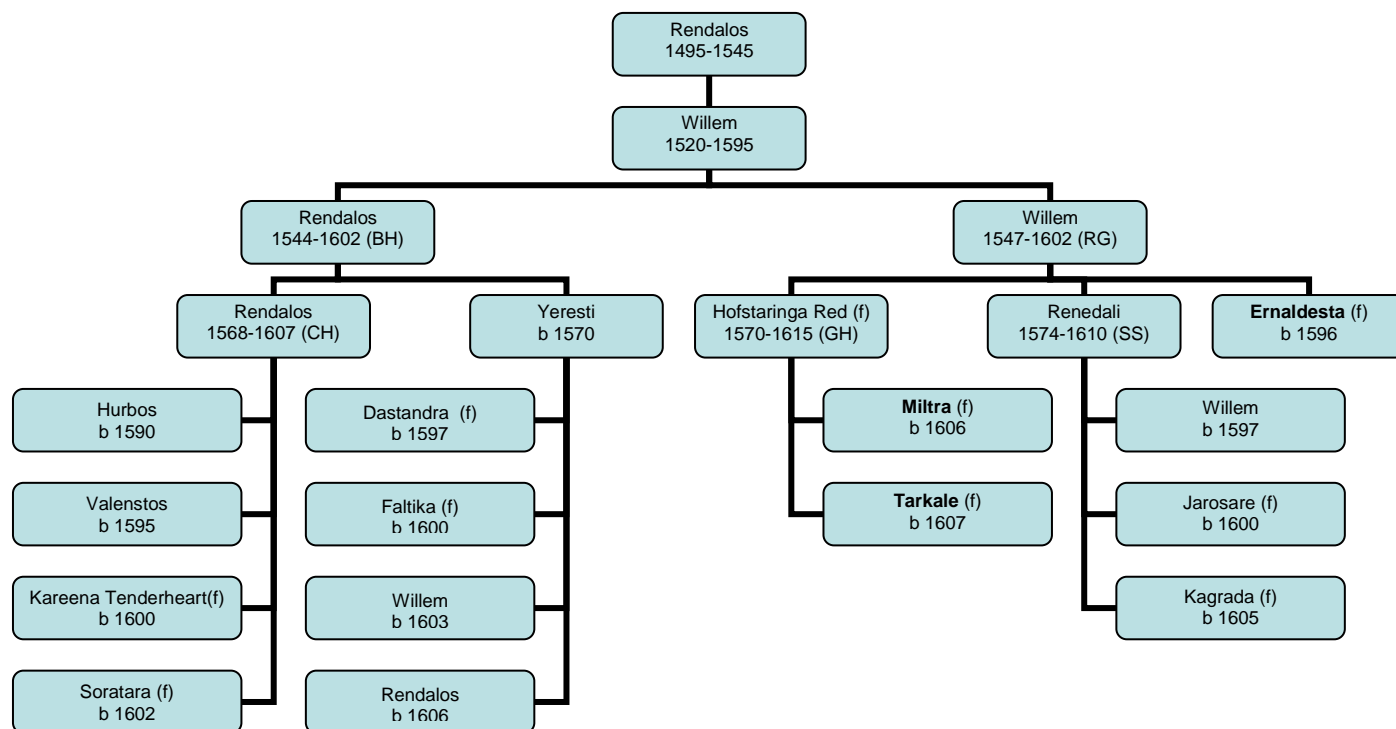 Rendalos
1495-1545
Willem
1520-1595
Rendalos
1544-1602 (BH)
Willem
1547-1602 (RG)
Rendalos
1568-1607 (CH)
Yeresti
b 1570
Hofstaringa Red (f)
1570-1615 (GH)
Renedali
1574-1610 (SS)
Ernaldesta (f)
b 1596
Hurbos
b 1590
Dastandra (f)
b 1597
Miltra (f)
b 1606
Willem
b 1597
Valenstos
b 1595
Faltika (f)
b 1600
Tarkale (f)
b 1607
Jarosare (f)
b 1600
Kareena Tenderheart(f)
b 1600
Willem
b 1603
Kagrada (f)
b 1605
Soratara (f)
b 1602
Rendalos
b 1606